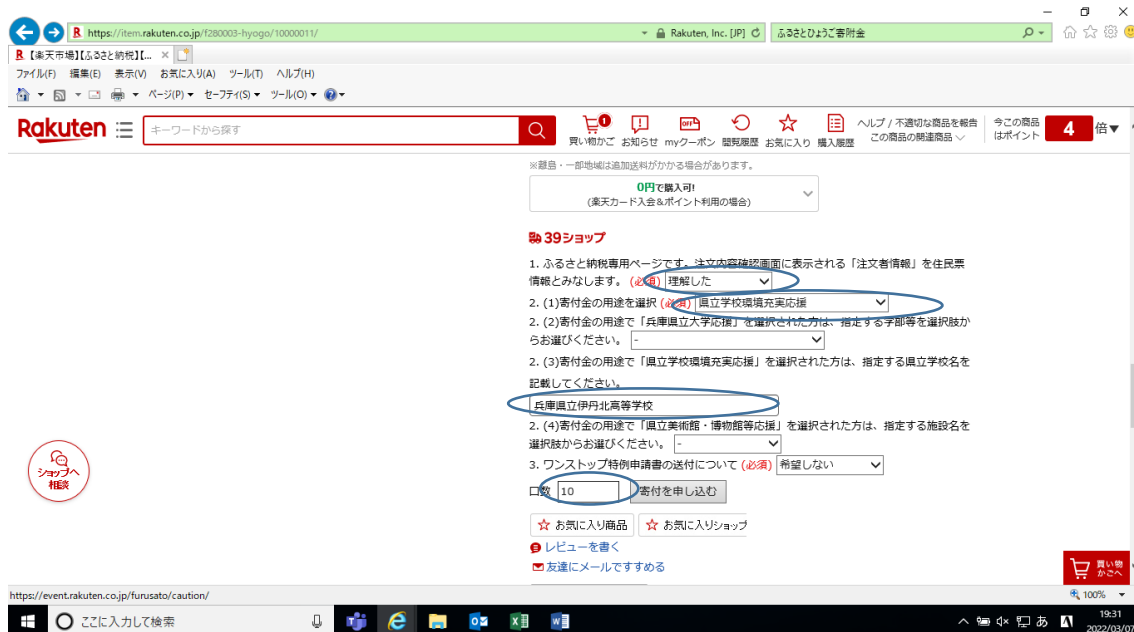 https://item.rakuten.co.jp/f280003-hyogo/10000011/
Rakuten, Inc. [JP]
ふるさとひょうご寄附金
【楽天市場】【ふるさと納税】【...
ファイル(F) 編集(E) 表示(V) お気に入り(A) ツール(T) ヘルプ(H)
ページ(P) セーフティ(S) ツール(O)
Rakuten
キーワードから探す
1
買い物かご お知らせ myクーポン 閲覧履歴 お気に入り 購入履歴
OFF
ヘルプ / 不適切な商品を報告
この商品の関連商品
今この商品
はポイント
4 倍▼
※離島・一部地域は追加送料がかかる場合があります。
0円で購入可!
(楽天カード入会&ポイント利用の場合)
39ショップ
1. ふるさと納税専用ページです。注文内容確認画面に表示される「注文者情報」を住民票
情報とみなします。 (必須) 理解した
2. (1)寄付金の用途を選択 (必須) 県立学校環境充実応援
2. (2)寄付金の用途で「兵庫県立大学応援」を選択された方は、指定する学部等を選択肢か
らお選びください。 -
2. (3)寄付金の用途で「県立学校環境充実応援」を選択された方は、指定する県立学校名を
記載してください。
兵庫県立伊丹北高等学校
2. (4)寄付金の用途で「県立美術館・博物館等応援」を選択された方は、指定する施設名を
選択肢からお選びください。 -
3. ワンストップ特例申請書の送付について (必須) 希望しない
口数 10 寄付を申し込む
お気に入り商品 お気に入りショップ
レビューを書く
友達にメールですすめる
ショップへ
相談
買い物
かごへ
https://event.rakuten.co.jp/furusato/caution/
100%
ここに入力して検索
あ
19:31
2022/03/07